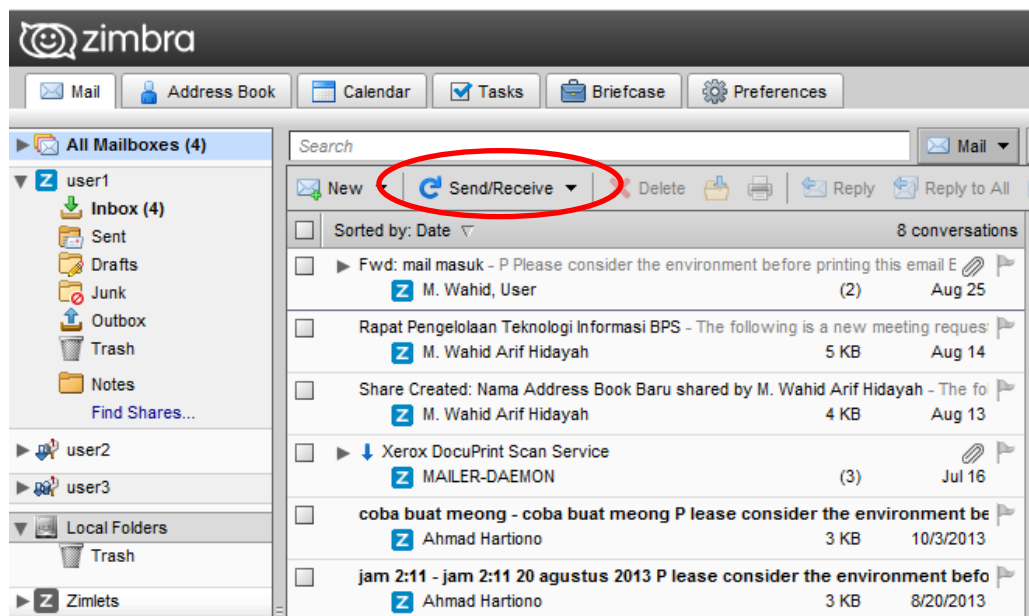 zimbra
Mail Address Book Calendar Tasks Briefcase Preferences
All Mailboxes (4)
user1
Inbox (4)
Sent
Drafts
Junk
Outbox
Trash
Notes
Find Shares...
user2
user3
Local Folders
Trash
Zimlets
Search Mail
New Send/Receive Delete Reply Reply to All
Sorted by: Date 8 conversations
Fwd: mail masuk - P Please consider the environment before printing this email E
M. Wahid, User (2) Aug 25
Rapat Pengelolaan Teknologi Informasi BPS - The following is a new meeting reques
M. Wahid Arif Hidayah 5 KB Aug 14
Share Created: Nama Address Book Baru shared by M. Wahid Arif Hidayah - The fo
M. Wahid Arif Hidayah 4 KB Aug 13
Xerox DocuPrint Scan Service
MAILER-DAEMON (3) Jul 16
coba buat meong - coba buat meong P lease consider the environment be
Ahmad Hartiono 3 KB 10/3/2013
jam 2:11 - jam 2:11 20 agustus 2013 P lease consider the environment befo
Ahmad Hartiono 3 KB 8/20/2013